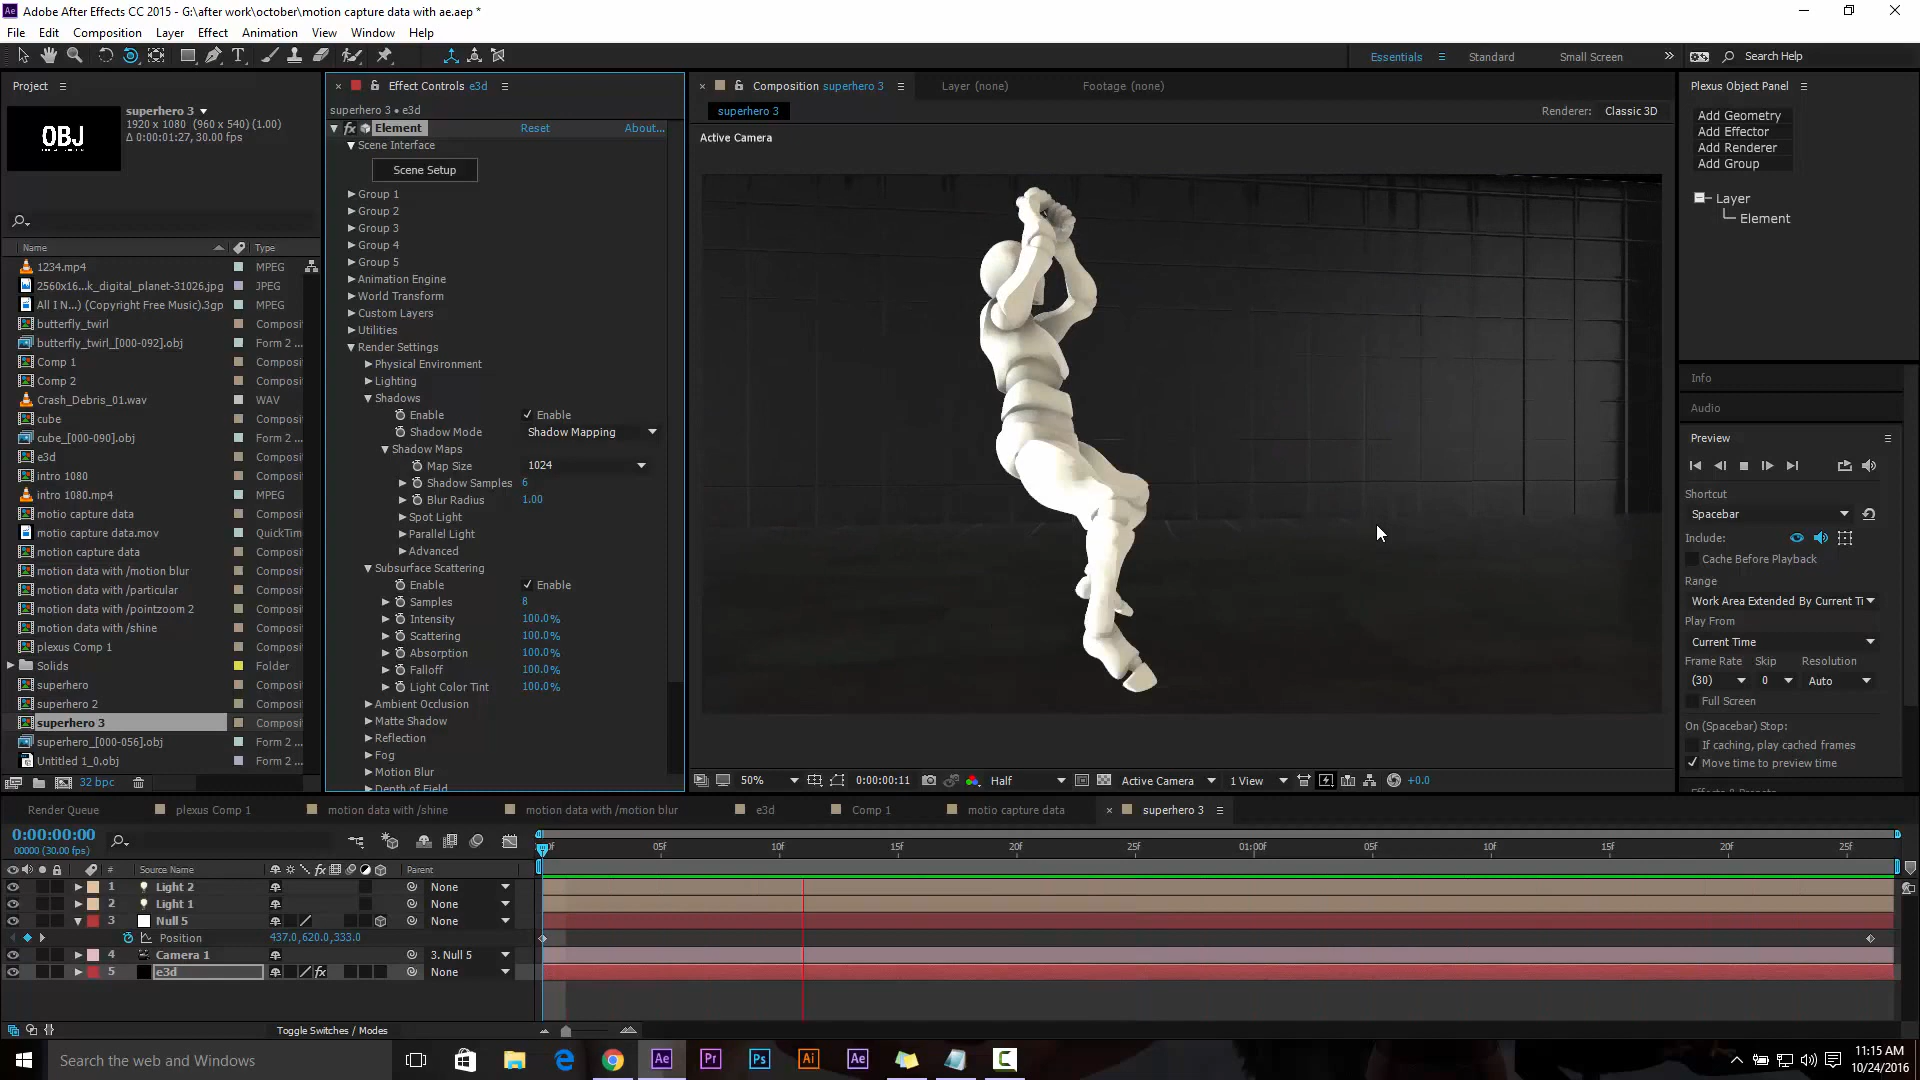 Adobe After Effects CC 2015 - G:\after work\october\motion capture data with ae.aep *
File Edit Composition Layer Effect Animation View Window Help
Essentials Standard Small Screen Search Help
Project
superhero 3
1920 x 1080 (960 x 540) (1.00)
Δ 0:00:01:27, 30.00 fps
OBJ
Name Type
1234.mp4 MPEG
2560x16...k_digital_planet-31026.jpg JPEG
All I N...) (Copyright Free Music).3gp MPEG
butterfly_twirl Composi
butterfly_twirl_[000-092].obj Form 2 ...
Comp 1 Composi
Comp 2 Composi
Crash_Debris_01.wav WAV
cube Composi
cube_[000-090].obj Form 2 ...
e3d Composi
intro 1080 Composi
intro 1080.mp4 MPEG
motio capture data Composi
motio capture data.mov QuickTim
motion capture data Composi
motion data with /motion blur Composi
motion data with /particular Composi
motion data with /pointzoom 2 Composi
motion data with /shine Composi
plexus Comp 1 Composi
Solids Folder
superhero Composi
superhero 2 Composi
superhero 3 Composi
superhero_[000-056].obj Form 2 ...
Untitled 1_0.obj Form 2 ...
32 bpc
Effect Controls e3d
superhero 3 • e3d
fx Element Reset About...
Scene Interface
Scene Setup
Group 1
Group 2
Group 3
Group 4
Group 5
Animation Engine
World Transform
Custom Layers
Utilities
Render Settings
Physical Environment
Lighting
Shadows
Enable Enable
Shadow Mode Shadow Mapping
Shadow Maps
Map Size 1024
Shadow Samples 6
Blur Radius 1.00
Spot Light
Parallel Light
Advanced
Subsurface Scattering
Enable Enable
Samples 8
Intensity 100.0%
Scattering 100.0%
Absorption 100.0%
Falloff 100.0%
Light Color Tint 100.0%
Ambient Occlusion
Matte Shadow
Reflection
Fog
Motion Blur
Depth of Field
Composition superhero 3 Layer (none) Footage (none)
superhero 3 Renderer: Classic 3D
Active Camera
50% 0:00:00:11 Half Active Camera 1 View +0.0
Plexus Object Panel
Add Geometry
Add Effector
Add Renderer
Add Group
Layer
Element
Info
Audio
Preview
Shortcut
Spacebar
Include:
Cache Before Playback
Range
Work Area Extended By Current Ti
Play From
Current Time
Frame Rate Skip Resolution
(30) 0 Auto
Full Screen
On (Spacebar) Stop:
If caching, play cached frames
Move time to preview time
Effects & Presets
Render Queue plexus Comp 1 motion data with /shine motion data with /motion blur e3d Comp 1 motio capture data superhero 3
0:00:00:00
00000 (30.00 fps)
05f 10f 15f 20f 25f 01:00f 05f 10f 15f 20f 25f
# Source Name fx Parent
1 Light 2 None
2 Light 1 None
3 Null 5 None
Position 437.0,620.0,333.0
4 Camera 1 3. Null 5
5 e3d fx None
Toggle Switches / Modes
Search the web and Windows
Ae Pr Ps Ai Ae
11:15 AM
10/24/2016